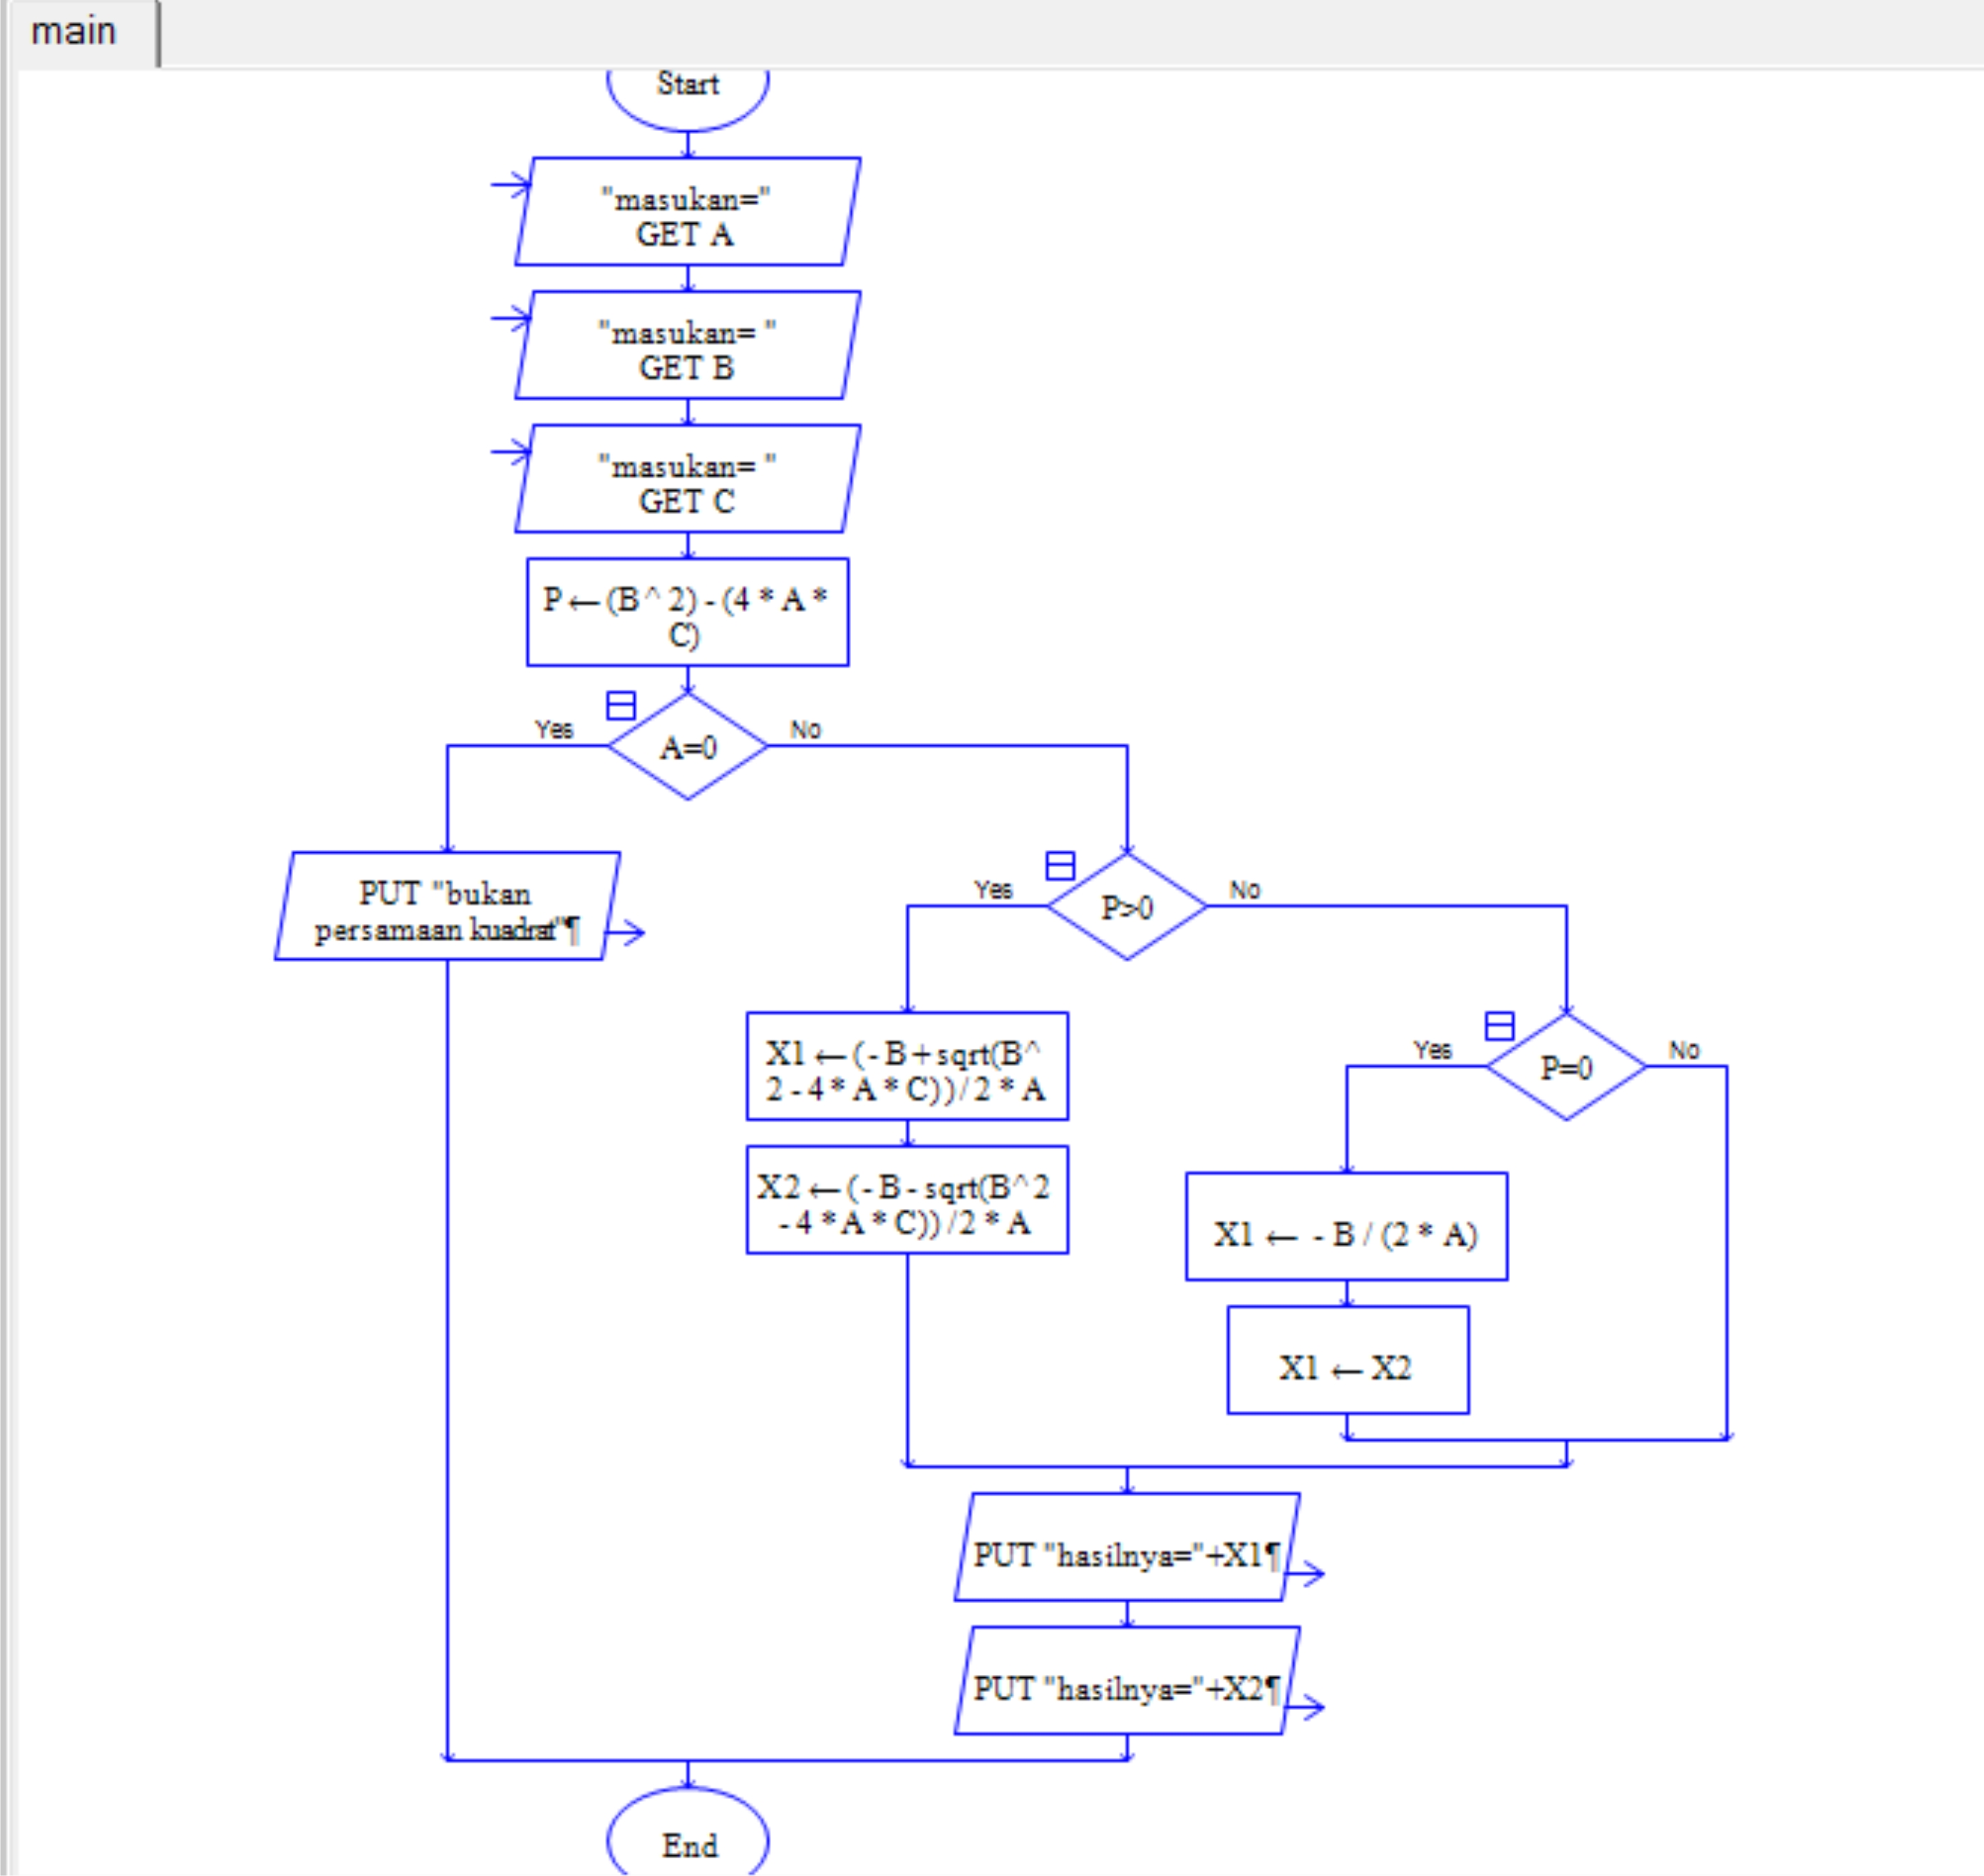 main
Start
"masukan="
GET A
"masukan= "
GET B
"masukan= "
GET C
P ← (B ^ 2) - (4 * A *
C)
Yes
A=0
No
PUT "bukan
persamaan kuadrat"¶
Yes
P>0
No
X1 ← (- B + sqrt(B ^
2 - 4 * A * C)) / 2 * A
X2 ← (- B - sqrt(B ^ 2
- 4 * A * C)) / 2 * A
Yes
P=0
No
X1 ← - B / (2 * A)
X1 ← X2
PUT "hasilnya="+X1¶
PUT "hasilnya="+X2¶
End